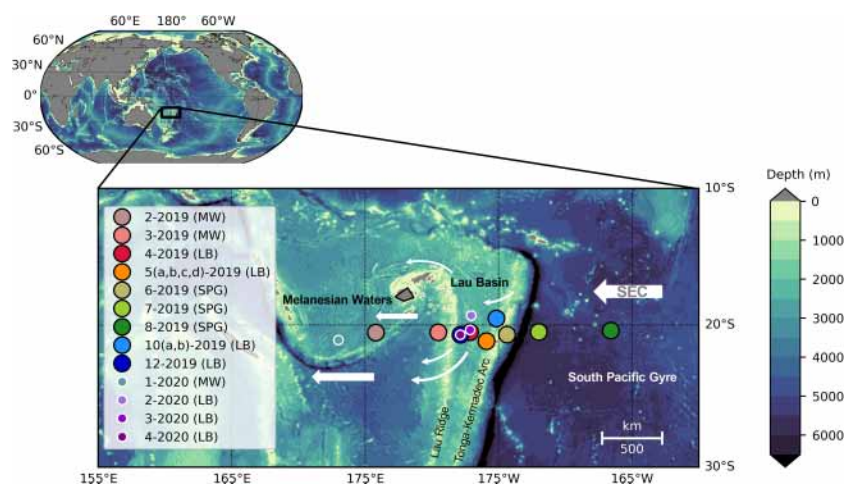 60°E 180° 60°W
60°N
30°N
0°
30°S
60°S
Depth (m)
0
1000
2000
3000
4000
5000
6000
10°S
20°S
30°S
155°E 165°E 175°E 175°W 165°W
2-2019 (MW)
3-2019 (MW)
4-2019 (LB)
5(a,b,c,d)-2019 (LB)
6-2019 (SPG)
7-2019 (SPG)
8-2019 (SPG)
10(a,b)-2019 (LB)
12-2019 (LB)
1-2020 (MW)
2-2020 (LB)
3-2020 (LB)
4-2020 (LB)
Lau Basin
Melanesian Waters
SEC
South Pacific Gyre
Lau Ridge
Tonga-Kermadec Arc
km
500